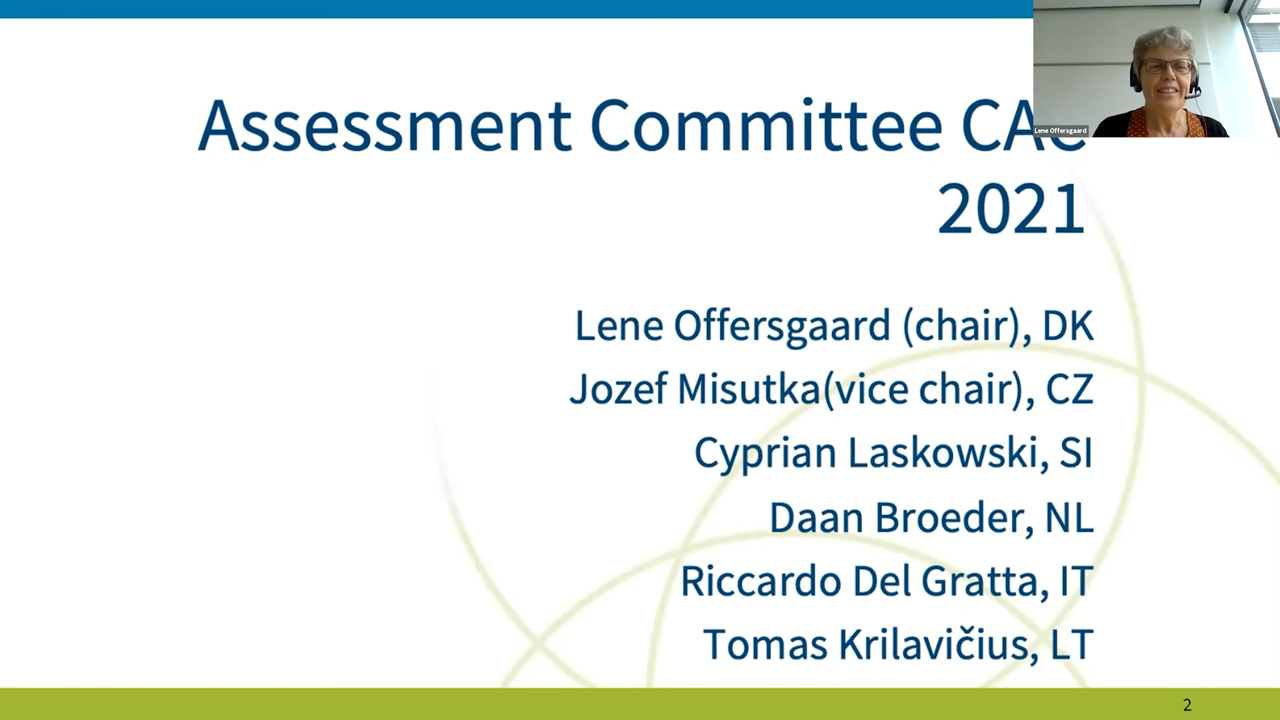 Assessment Committee CAC
2021
Lene Offersgaard
Lene Offersgaard (chair), DK
Jozef Misutka(vice chair), CZ
Cyprian Laskowski, SI
Daan Broeder, NL
Riccardo Del Gratta, IT
Tomas Krilavičius, LT
2